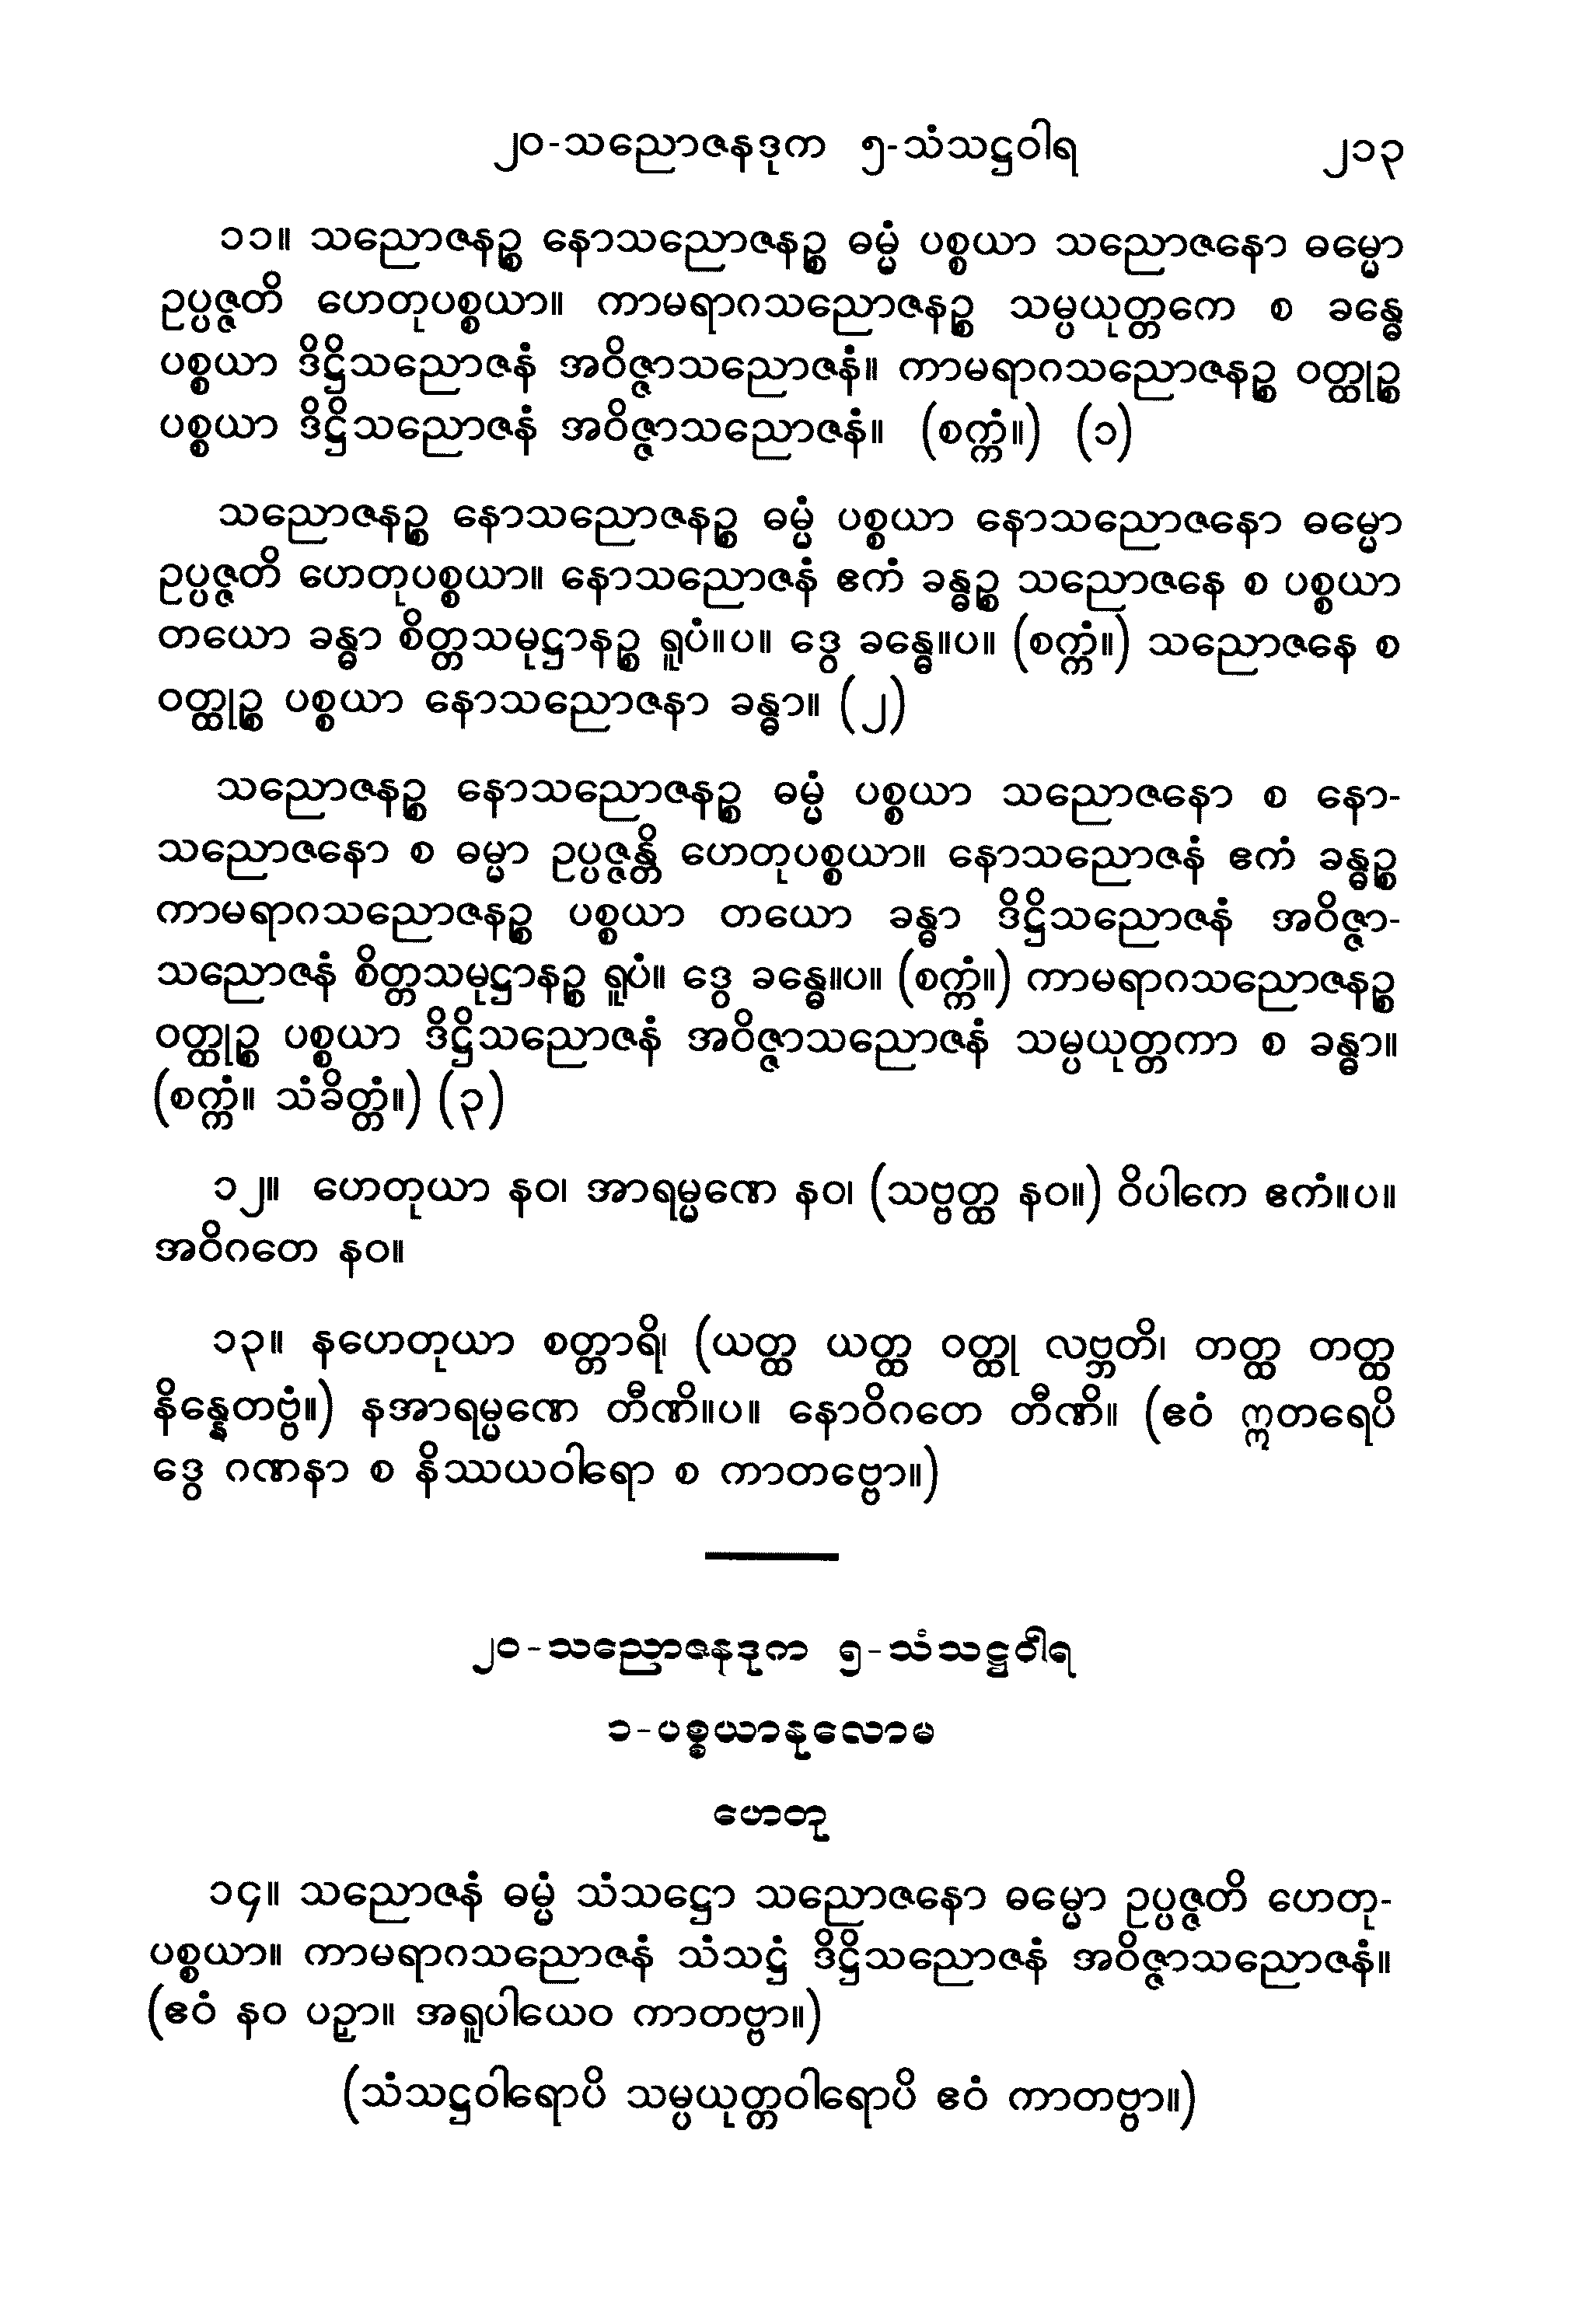 ၂၀-သညောဇနဒုက ၅-သံသဋ္ဌဝါရ ၂၁၃
၁၁။ သညောဇနဉ္စ နောသညောဇနဉ္စ ဓမ္မံ ပစ္စယာ သညောဇနော ဓမ္မော
ဥပ္ပဇ္ဇတိ ဟေတုပစ္စယာ။ ကာမရာဂသညောဇနဉ္စ သမ္ပယုတ္တကေ စ ခန္ဓေ
ပစ္စယာ ဒိဋ္ဌိသညောဇနံ အဝိဇ္ဇာသညောဇနံ။ ကာမရာဂသညောဇနဉ္စ ဝတ္ထုဉ္စ
ပစ္စယာ ဒိဋ္ဌိသညောဇနံ အဝိဇ္ဇာသညောဇနံ။ (စက္ကံ။) (၁)
သညောဇနဉ္စ နောသညောဇနဉ္စ ဓမ္မံ ပစ္စယာ နောသညောဇနော ဓမ္မော
ဥပ္ပဇ္ဇတိ ဟေတုပစ္စယာ။ နောသညောဇနံ ဧကံ ခန္ဓဉ္စ သညောဇနေ စ ပစ္စယာ
တယော ခန္ဓာ စိတ္တသမုဋ္ဌာနဉ္စ ရူပံ။ပ။ ဒွေ ခန္ဓေ။ပ။ (စက္ကံ။) သညောဇနေ စ
ဝတ္ထုဉ္စ ပစ္စယာ နောသညောဇနာ ခန္ဓာ။ (၂)
သညောဇနဉ္စ နောသညောဇနဉ္စ ဓမ္မံ ပစ္စယာ သညောဇနော စ နော-
သညောဇနော စ ဓမ္မာ ဥပ္ပဇ္ဇန္တိ ဟေတုပစ္စယာ။ နောသညောဇနံ ဧကံ ခန္ဓဉ္စ
ကာမရာဂသညောဇနဉ္စ ပစ္စယာ တယော ခန္ဓာ ဒိဋ္ဌိသညောဇနံ အဝိဇ္ဇာ-
သညောဇနံ စိတ္တသမုဋ္ဌာနဉ္စ ရူပံ။ ဒွေ ခန္ဓေ။ပ။ (စက္ကံ။) ကာမရာဂသညောဇနဉ္စ
ဝတ္ထုဉ္စ ပစ္စယာ ဒိဋ္ဌိသညောဇနံ အဝိဇ္ဇာသညောဇနံ သမ္ပယုတ္တကာ စ ခန္ဓာ။
(စက္ကံ။ သံခိတ္တံ။) (၃)
၁၂။ ဟေတုယာ နဝ၊ အာရမ္မဏေ နဝ၊ (သဗ္ဗတ္ထ နဝ။) ဝိပါကေ ဧကံ။ပ။
အဝိဂတေ နဝ။
၁၃။ နဟေတုယာ စတ္တာရိ၊ (ယတ္ထ ယတ္ထ ဝတ္ထု လဗ္ဘတိ၊ တတ္ထ တတ္ထ
နိန္နေတဗ္ဗံ။) နအာရမ္မဏေ တီဏိ။ပ။ နောဝိဂတေ တီဏိ။ (ဧဝံ ဣတရေပိ
ဒွေ ဂဏနာ စ နိဿယဝါရော စ ကာတဗ္ဗော။)
၂၀-သညောဇနဒုက ၅-သံသဋ္ဌဝါရ
၁-ပစ္စယာနုလောမ
ဟေတု
၁၄။ သညောဇနံ ဓမ္မံ သံသဋ္ဌော သညောဇနော ဓမ္မော ဥပ္ပဇ္ဇတိ ဟေတု-
ပစ္စယာ။ ကာမရာဂသညောဇနံ သံသဋ္ဌံ ဒိဋ္ဌိသညောဇနံ အဝိဇ္ဇာသညောဇနံ။
(ဧဝံ နဝ ပဉှာ။ အရူပါယေဝ ကာတဗ္ဗာ။)
(သံသဋ္ဌဝါရောပိ သမ္ပယုတ္တဝါရောပိ ဧဝံ ကာတဗ္ဗာ။)